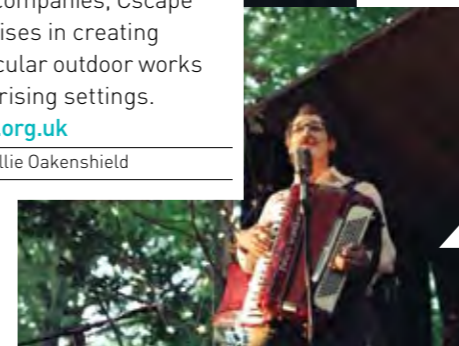 companies, Cscape
ises in creating
cular outdoor works
rising settings.
.org.uk
llie Oakenshield